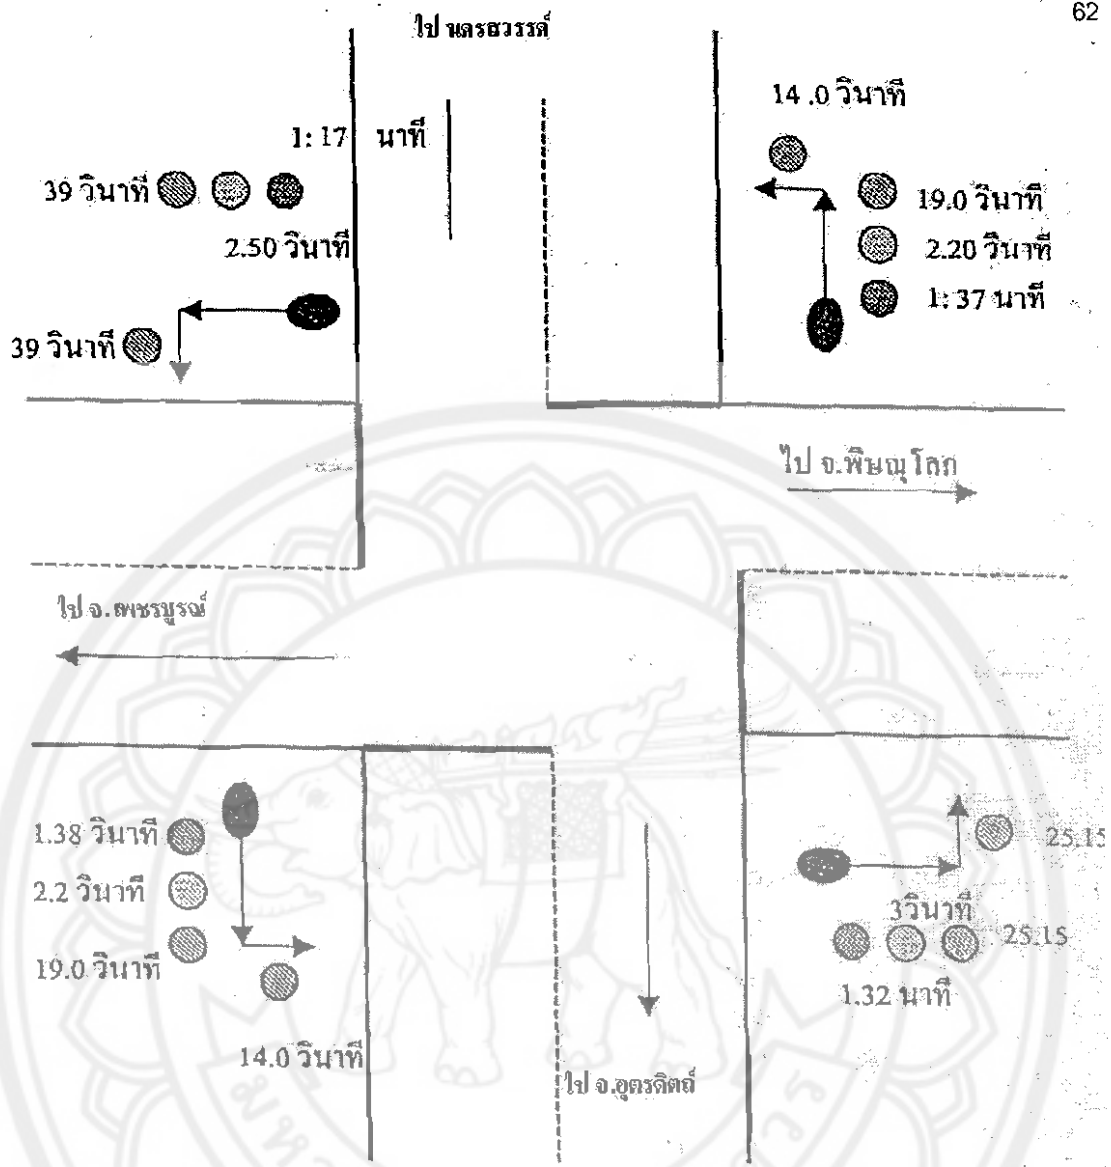 62
ไป นครสวรรค์
14 .0 วินาที
1: 17 นาที
39 วินาที
19.0 วินาที
2.50 วินาที
2.20 วินาที
1: 37 นาที
39 วินาที
ไป จ.พิษณุโลก
ไป จ.เพชรบูรณ์
1.38 วินาที
25.15
2.2 วินาที
3วินาที
25.15
19.0 วินาที
1.32 นาที
14.0 วินาที
ไป จ.อุตรดิตถ์